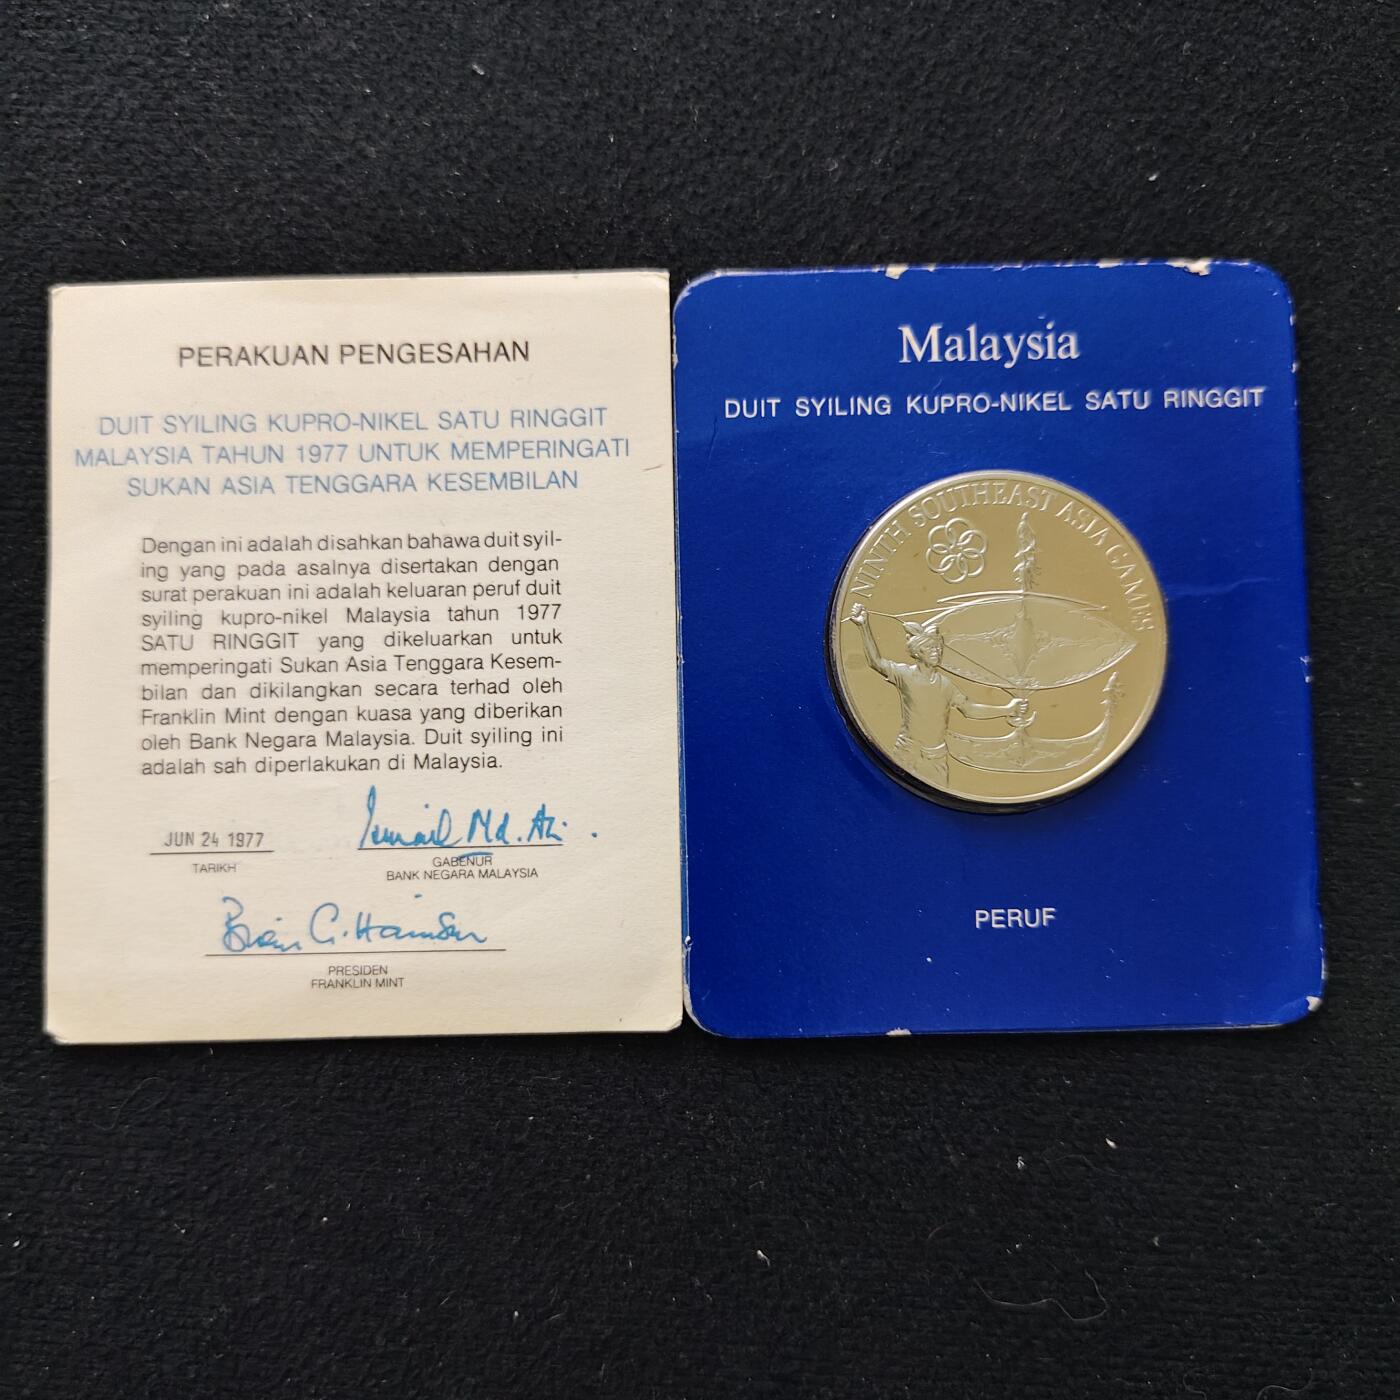 PERAKUAN PENGESAHAN
DUIT SYILING KUPRO-NIKEL SATU RINGGIT
MALAYSIA TAHUN 1977 UNTUK MEMPERINGATI
SUKAN ASIA TENGGARA KESEMBILAN
Dengan ini adalah disahkan bahawa duit syil-
ing yang pada asalnya disertakan dengan
surat perakuan ini adalah keluaran peruf duit
syiling kupro-nikel Malaysia tahun 1977
SATU RINGGIT yang dikeluarkan untuk
memperingati Sukan Asia Tenggara Kesem-
bilan dan dikilangkan secara terhad oleh
Franklin Mint dengan kuasa yang diberikan
oleh Bank Negara Malaysia. Duit syiling ini
adalah sah diperlakukan di Malaysia.
JUN 24 1977
TARIKH
Ismail Md. Ali.
GABENUR
BANK NEGARA MALAYSIA
Brian G. Harrison
PRESIDEN
FRANKLIN MINT
Malaysia
DUIT SYILING KUPRO-NIKEL SATU RINGGIT
NINTH SOUTHEAST ASIA GAMES
PERUF